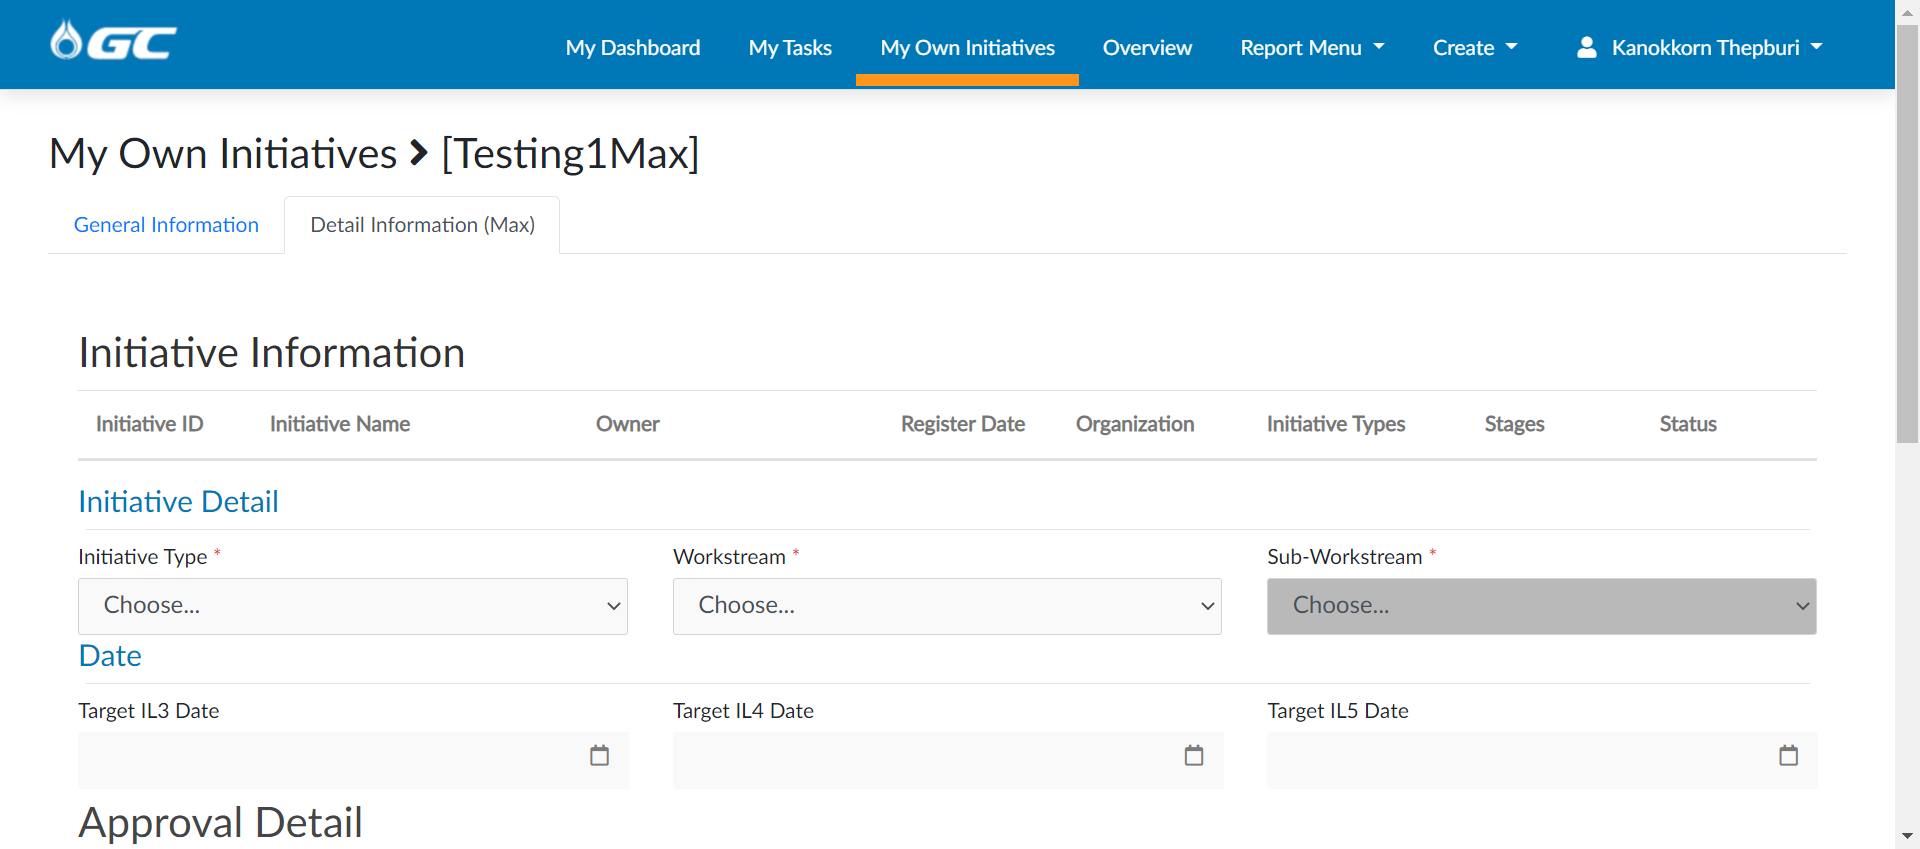 GC
My Dashboard My Tasks My Own Initiatives Overview Report Menu Create Kanokkorn Thepburi
My Own Initiatives > [Testing1Max]
General Information Detail Information (Max)
Initiative Information
Initiative ID Initiative Name Owner Register Date Organization Initiative Types Stages Status
Initiative Detail
Initiative Type * Workstream * Sub-Workstream *
Choose... Choose... Choose...
Date
Target IL3 Date Target IL4 Date Target IL5 Date
Approval Detail